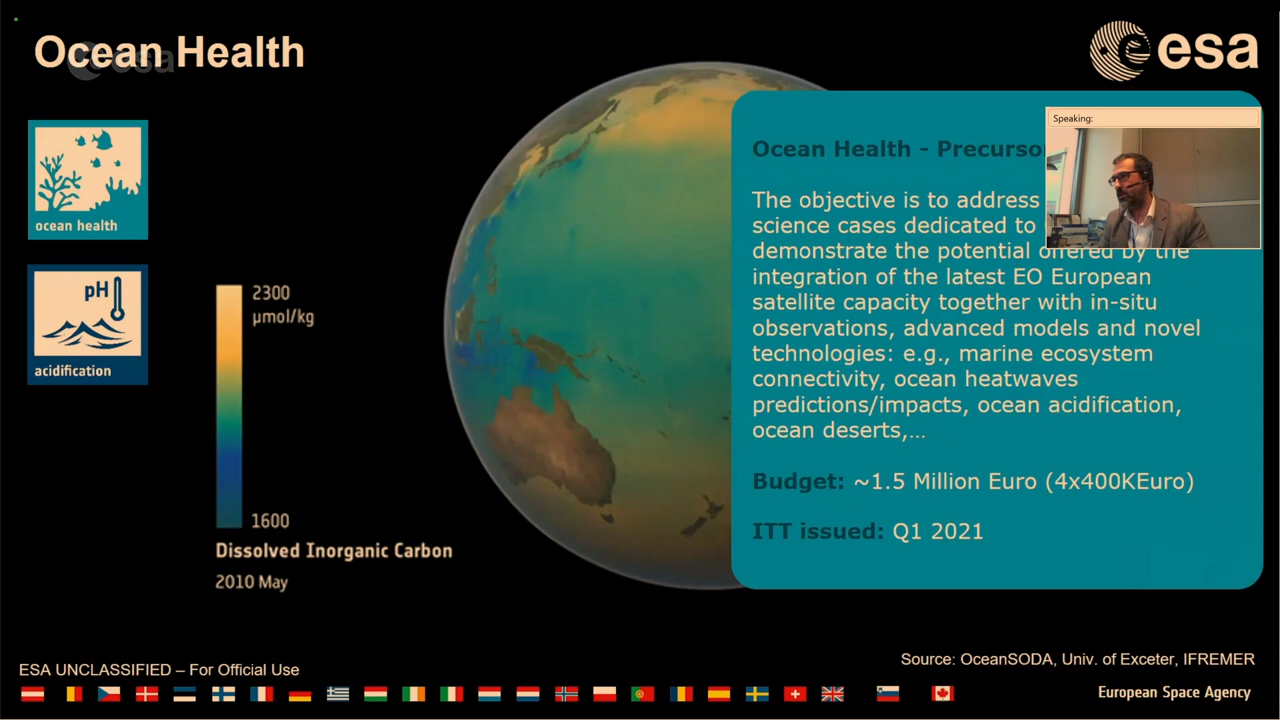 Ocean Health
esa
esa
Speaking:
ocean health
pH
acidification
2300
µmol/kg
1600
Dissolved Inorganic Carbon
2010 May
Ocean Health - Precurso
The objective is to address
science cases dedicated to
demonstrate the potential offered by the
integration of the latest EO European
satellite capacity together with in-situ
observations, advanced models and novel
technologies: e.g., marine ecosystem
connectivity, ocean heatwaves
predictions/impacts, ocean acidification,
ocean deserts,...
Budget: ~1.5 Million Euro (4x400KEuro)
ITT issued: Q1 2021
ESA UNCLASSIFIED – For Official Use
Source: OceanSODA, Univ. of Exceter, IFREMER
European Space Agency